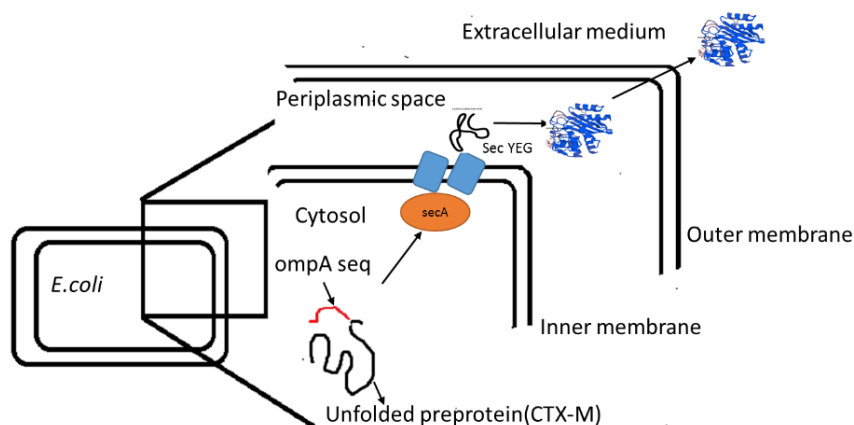 Extracellular medium
Periplasmic space
Sec YEG
Cytosol
secA
Outer membrane
ompA seq
E.coli
Inner membrane
Unfolded preprotein(CTX-M)